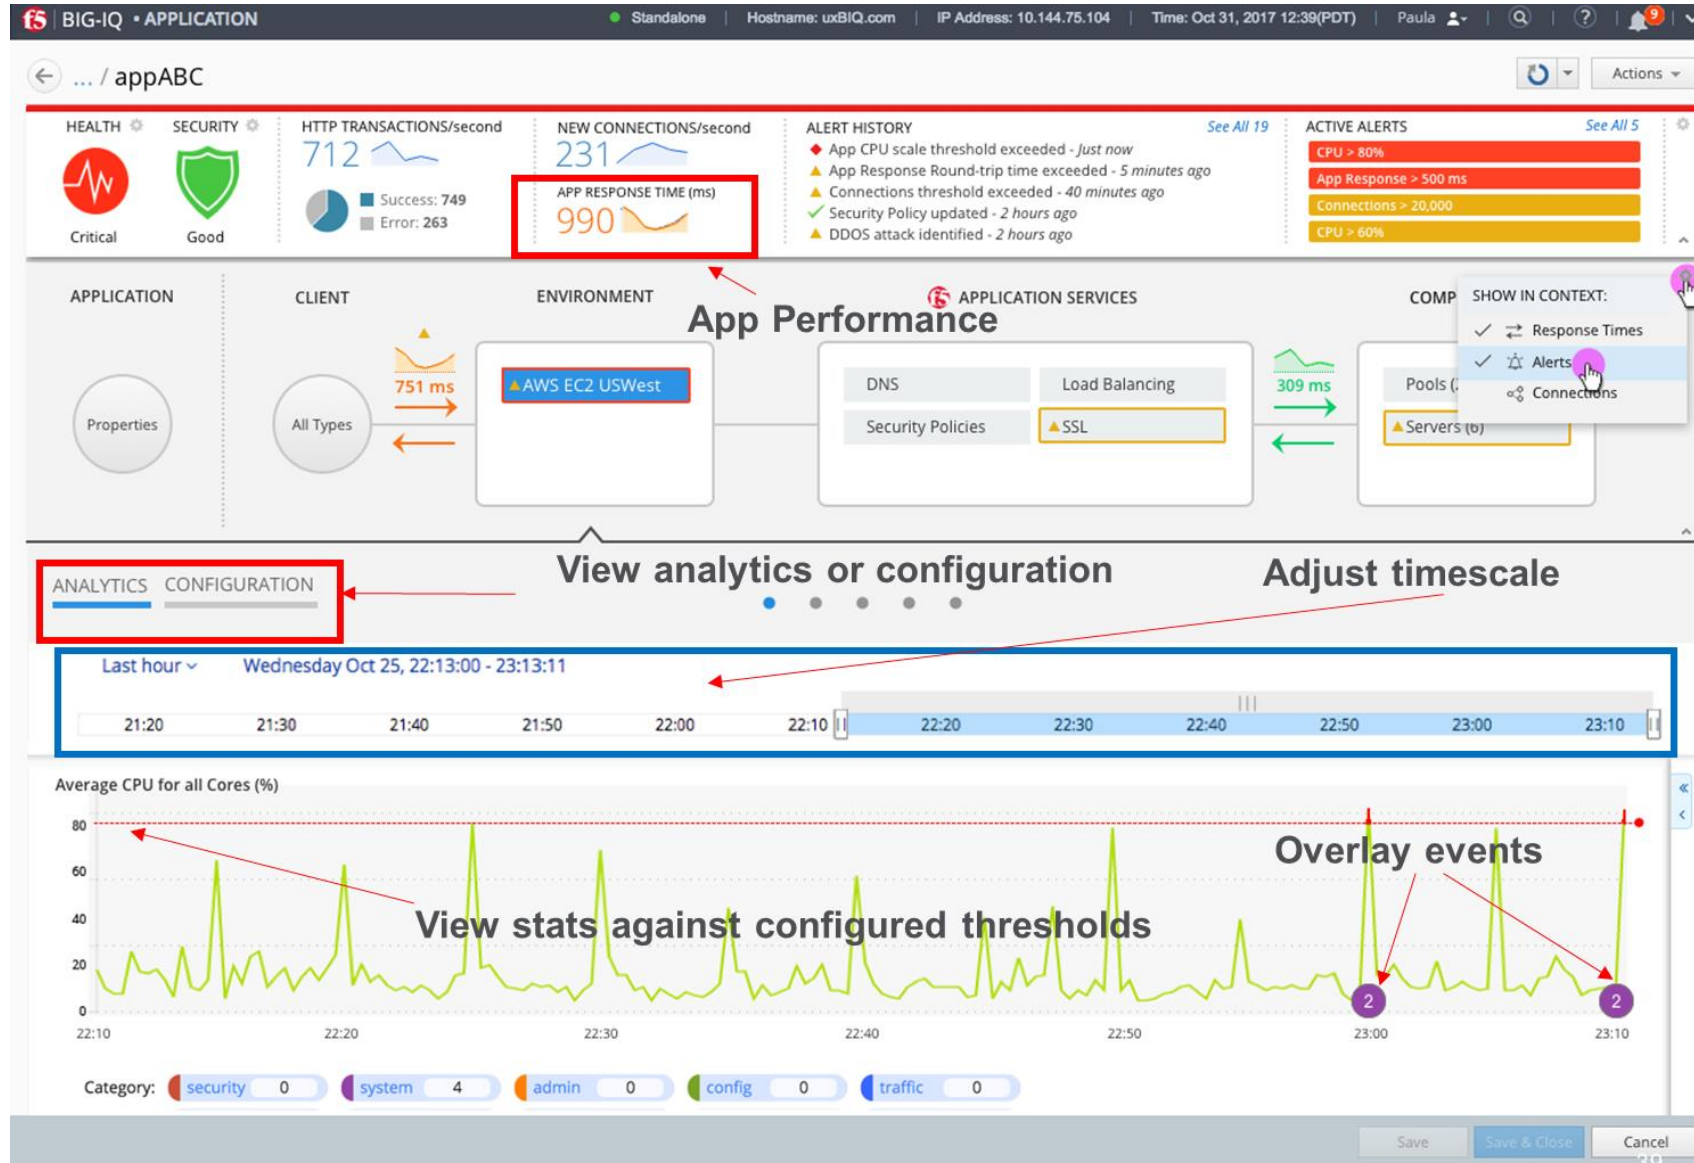 f5 BIG-IQ • APPLICATION Standalone Hostname: uxBIQ.com IP Address: 10.144.75.104 Time: Oct 31, 2017 12:39(PDT) Paula ? 9
... / appABC Actions
HEALTH SECURITY HTTP TRANSACTIONS/second NEW CONNECTIONS/second ALERT HISTORY See All 19 ACTIVE ALERTS See All 5
712 231
App CPU scale threshold exceeded - Just now
CPU > 80%
App Response Round-trip time exceeded - 5 minutes ago
App Response > 500 ms
APP RESPONSE TIME (ms)
990
Connections threshold exceeded - 40 minutes ago
Connections > 20,000
Success: 749
Security Policy updated - 2 hours ago
Error: 263
CPU > 60%
Critical Good
DDOS attack identified - 2 hours ago
APPLICATION CLIENT ENVIRONMENT f5 APPLICATION SERVICES COMP
SHOW IN CONTEXT:
App Performance
Response Times
Alerts
Connections
751 ms
AWS EC2 USWest
DNS Load Balancing
309 ms
Pools (
Properties
All Types
Security Policies SSL
Servers (6)
View analytics or configuration Adjust timescale
ANALYTICS CONFIGURATION
Last hour Wednesday Oct 25, 22:13:00 - 23:13:11
21:20 21:30 21:40 21:50 22:00 22:10 22:20 22:30 22:40 22:50 23:00 23:10
Average CPU for all Cores (%)
80
Overlay events
60
View stats against configured thresholds
40
20
2 2
0
22:10 22:20 22:30 22:40 22:50 23:00 23:10
Category: security 0 system 4 admin 0 config 0 traffic 0
Save Save & Close Cancel